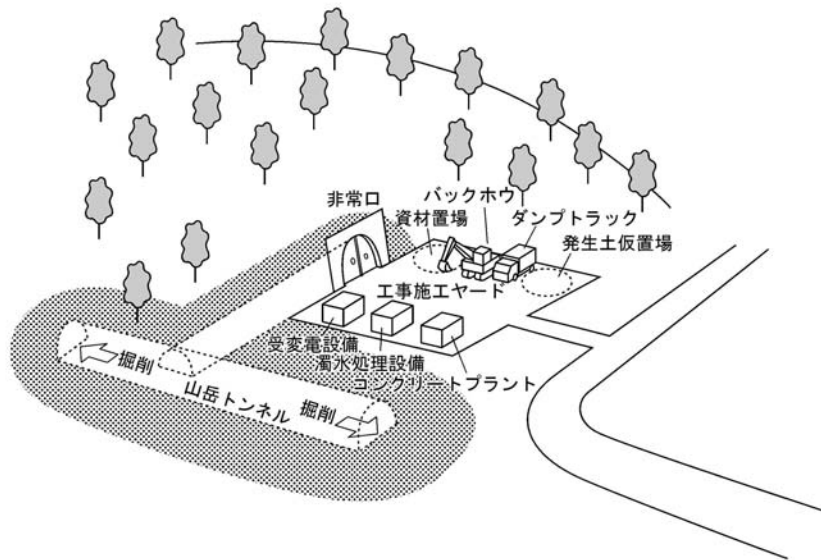 非常口
バックホウ
資材置場
ダンプトラック
発生土仮置場
工事施工ヤード
受変電設備
濁水処理設備
コンクリートプラント
掘削
山岳トンネル
掘削